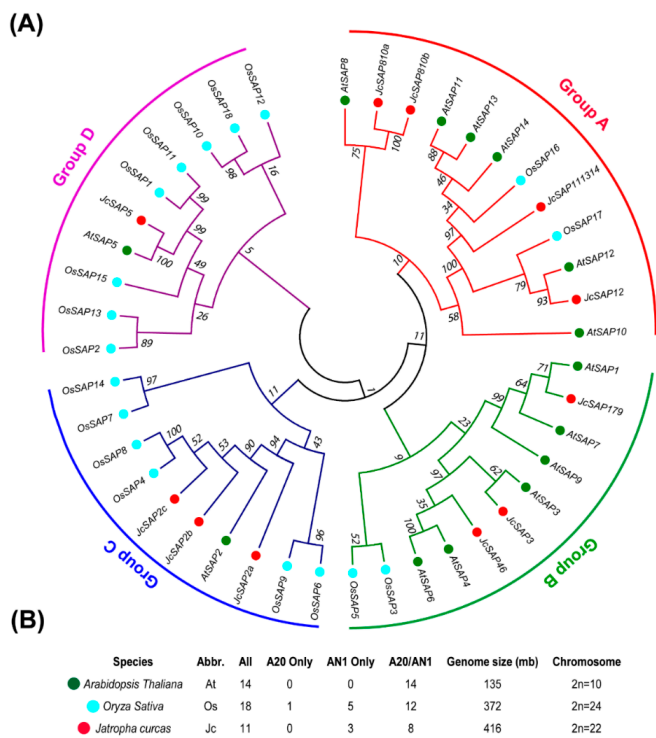 (A)
Group D
Group A
OsSAP12
OsSAP18
OsSAP10
OsSAP11
OsSAP1
JcSAP5
AtSAP5
OsSAP15
OsSAP13
OsSAP2
98
16
99
99
100
49
26
89
5
AtSAP8
JcSAP810a
JcSAP810b
AtSAP11
AtSAP13
AtSAP14
OsSAP16
JcSAP111314
OsSAP17
AtSAP12
JcSAP12
AtSAP10
75
100
88
46
34
97
100
79
93
58
10
11
1
OsSAP14
OsSAP7
OsSAP8
OsSAP4
JcSAP2c
JcSAP2b
AtSAP2
JcSAP2a
OsSAP9
OsSAP6
97
100
52
53
90
94
43
96
11
Group C
AtSAP1
JcSAP179
AtSAP7
AtSAP9
AtSAP3
JcSAP3
JcSAP46
AtSAP4
AtSAP6
OsSAP3
OsSAP5
71
64
99
23
62
97
35
100
52
9
Group B
(B)
Species Abbr. All A20 Only AN1 Only A20/AN1 Genome size (mb) Chromosome
Arabidopsis Thaliana At 14 0 0 14 135 2n=10
Oryza Sativa Os 18 1 5 12 372 2n=24
Jatropha curcas Jc 11 0 3 8 416 2n=22